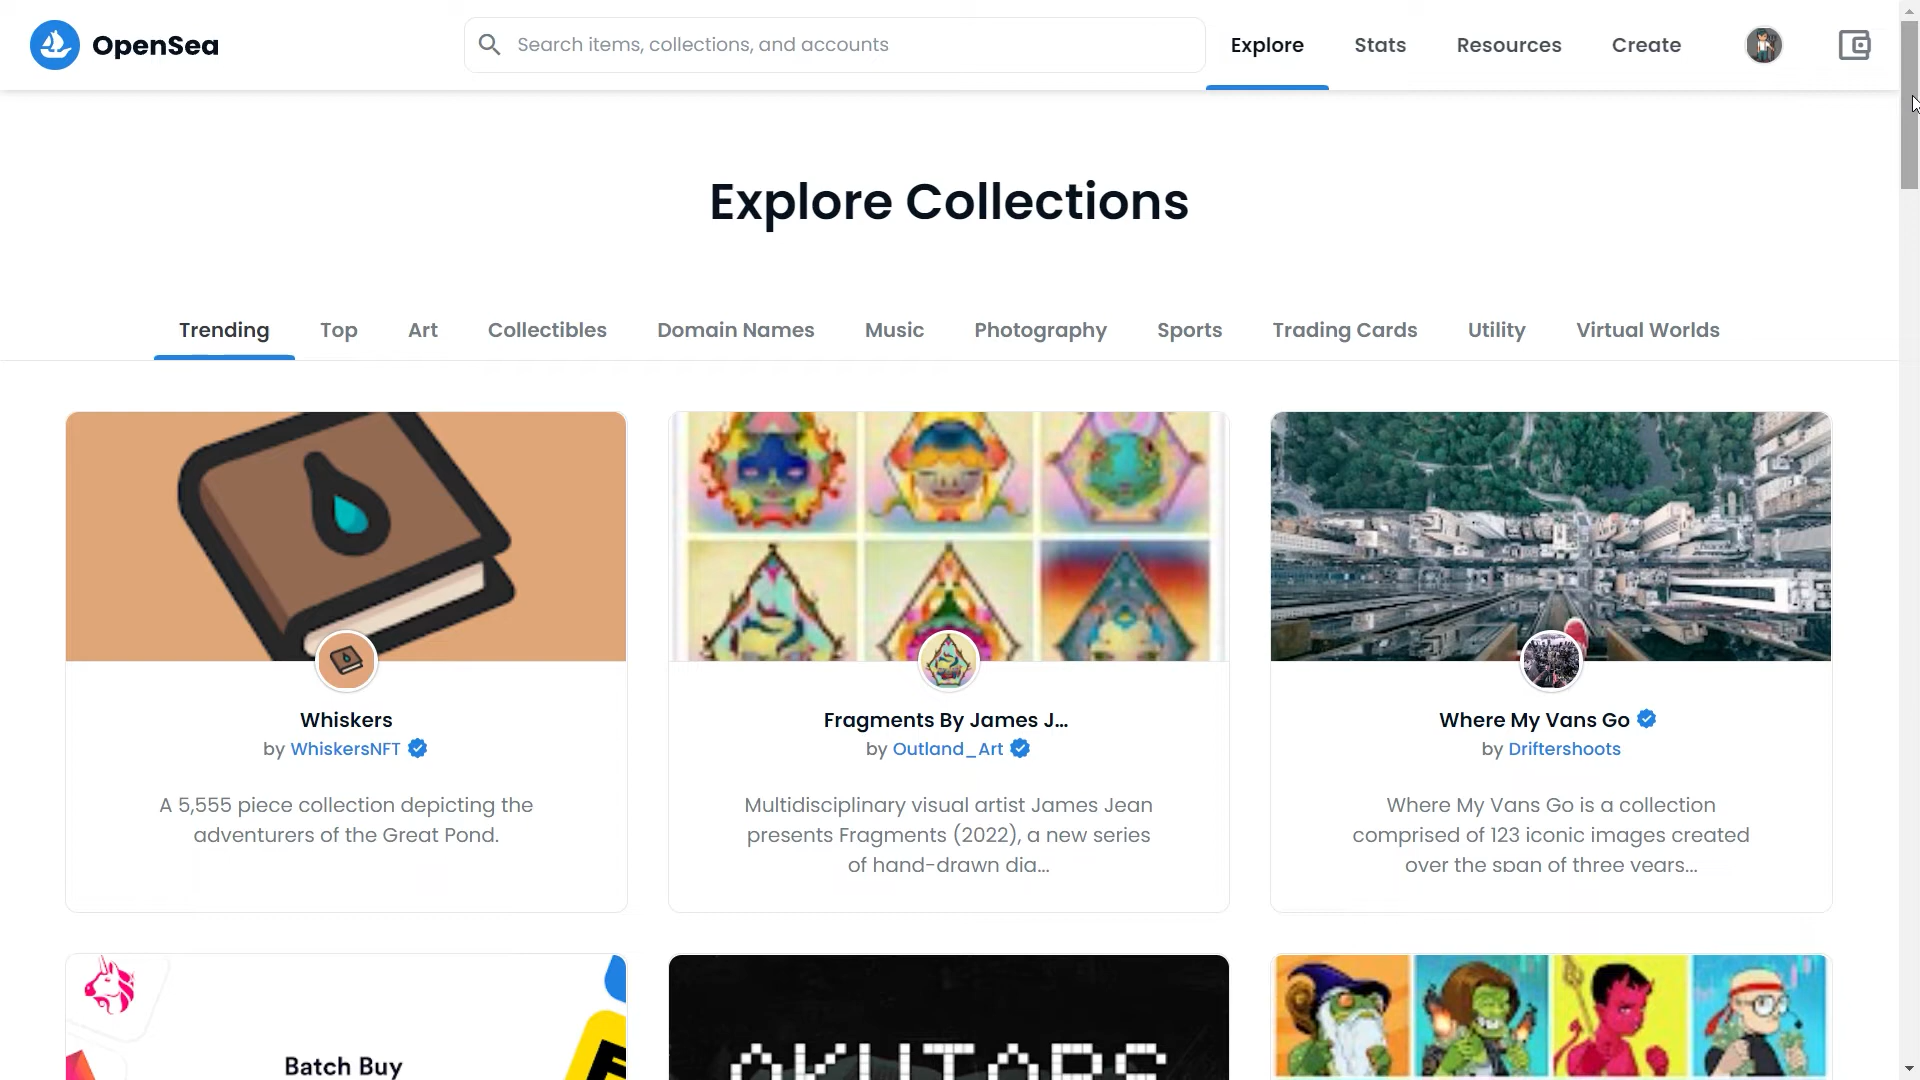 OpenSea
Search items, collections, and accounts
Explore
Stats
Resources
Create
Explore Collections
Trending
Top
Art
Collectibles
Domain Names
Music
Photography
Sports
Trading Cards
Utility
Virtual Worlds
Whiskers
by WhiskersNFT
A 5,555 piece collection depicting the
adventurers of the Great Pond.
Fragments By James J...
by Outland_Art
Multidisciplinary visual artist James Jean
presents Fragments (2022), a new series
of hand-drawn dia...
Where My Vans Go
by Driftershoots
Where My Vans Go is a collection
comprised of 123 iconic images created
over the span of three years...
Batch Buy
AKUTARS